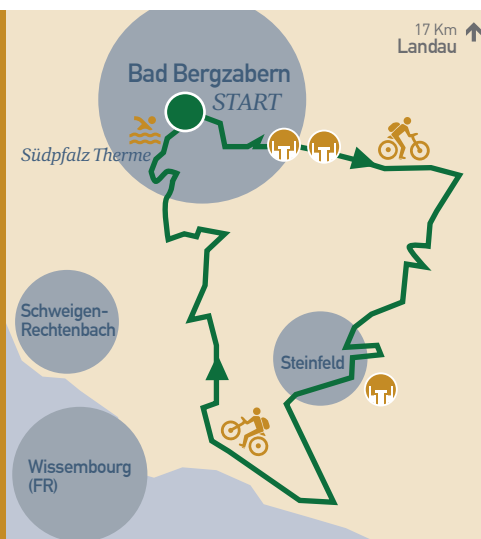 17 Km
Landau
Bad Bergzabern
START
Südpfalz Therme
Schweigen-
Rechtenbach
Steinfeld
Wissembourg
(FR)